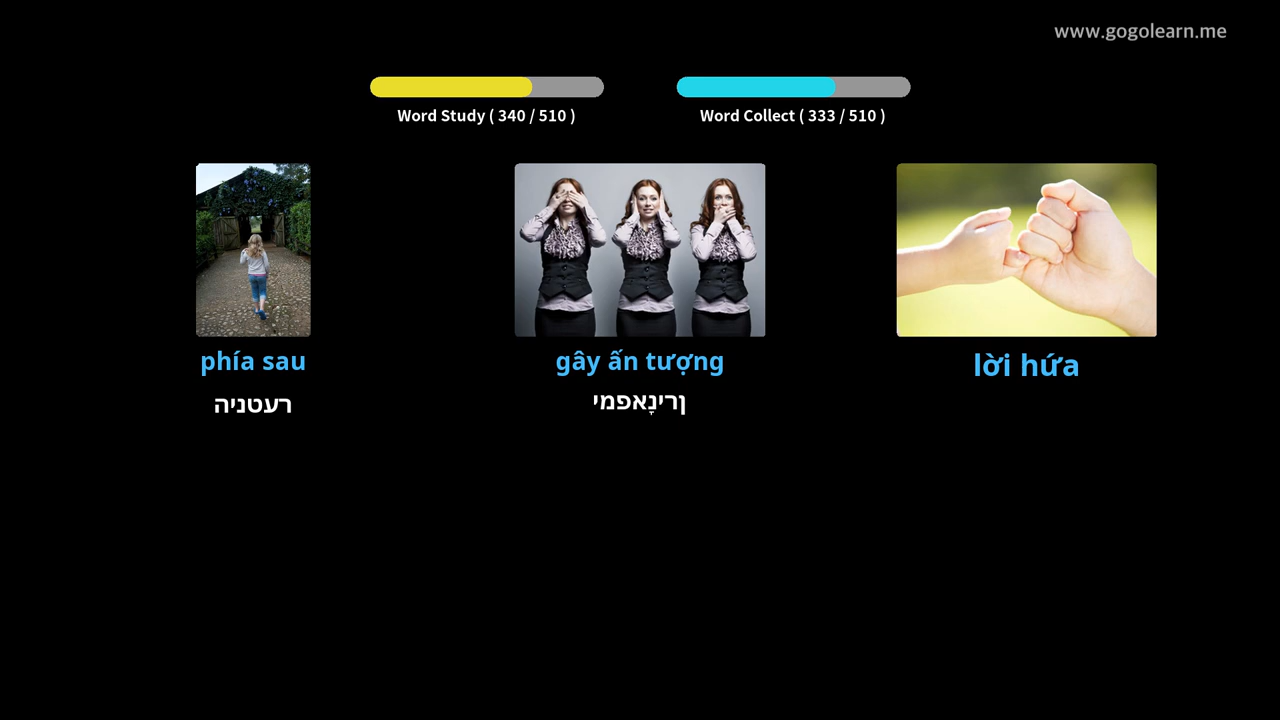 www.gogolearn.me
Word Study ( 340 / 510 )
Word Collect ( 333 / 510 )
phía sau
gây ấn tượng
lời hứa
רעטניה
ןרינָאפמי